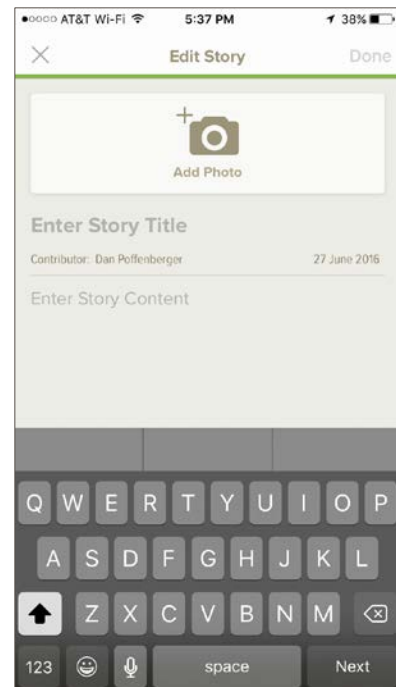 AT&T Wi-Fi 5:37 PM 38%
Edit Story Done
Add Photo
Enter Story Title
Contributor: Dan Poffenberger 27 June 2016
Enter Story Content
Q W E R T Y U I O P
A S D F G H J K L
Z X C V B N M
123 space Next